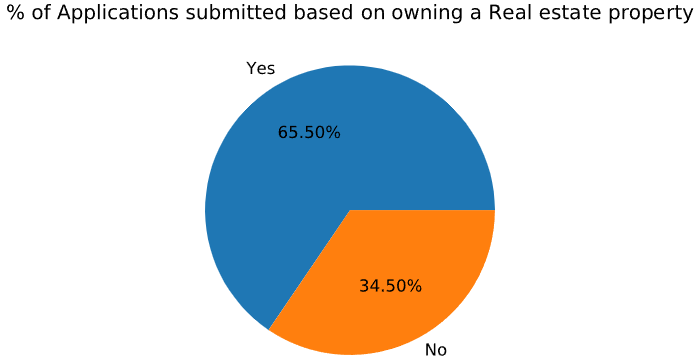 % of Applications submitted based on owning a Real estate property
Yes
65.50%
34.50%
No